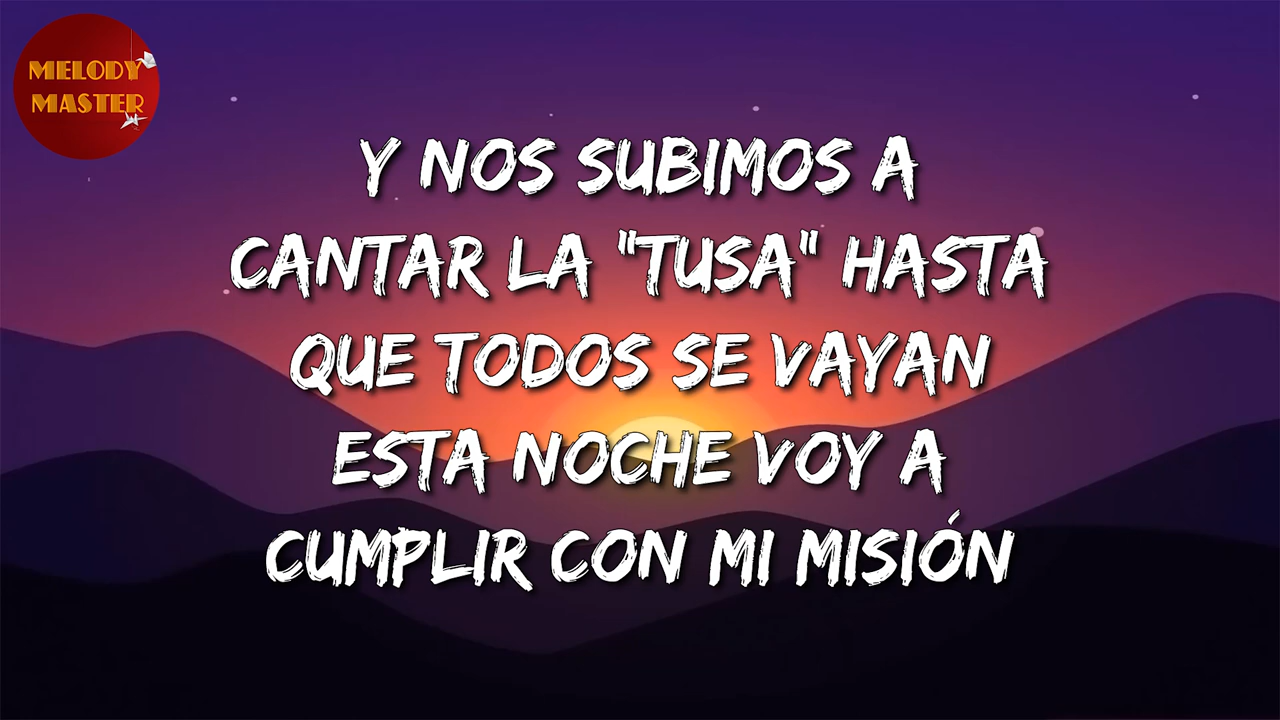 MELODY
MASTER
Y NOS SUBIMOS A
CANTAR LA "TUSA" HASTA
QUE TODOS SE VAYAN
ESTA NOCHE VOY A
CUMPLIR CON MI MISIÓN